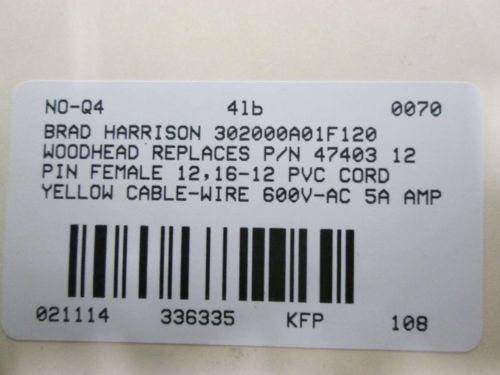 NO-Q4 4lb 0070
BRAD HARRISON 302000A01F120
WOODHEAD REPLACES P/N 47403 12
PIN FEMALE 12,16-12 PVC CORD
YELLOW CABLE-WIRE 600V-AC 5A AMP
021114 336335 KFP 108